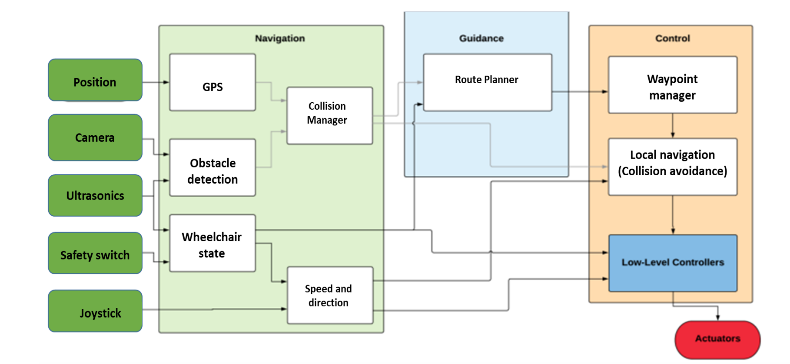 Navigation
Guidance
Control
Position
GPS
Collision
Manager
Route Planner
Waypoint
manager
Camera
Obstacle
detection
Local navigation
(Collision avoidance)
Ultrasonics
Wheelchair
state
Safety switch
Low-Level Controllers
Speed and
direction
Joystick
Actuators